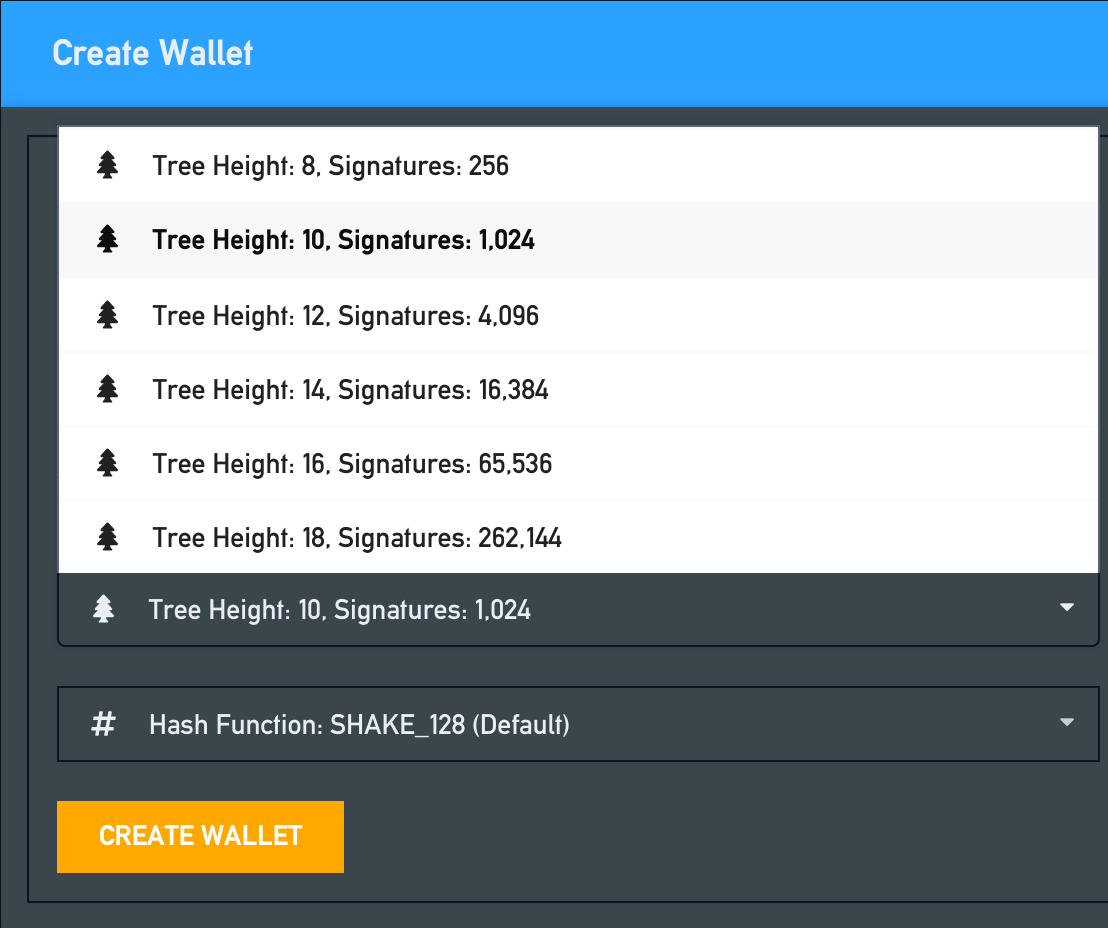 Create Wallet
Tree Height: 8, Signatures: 256
Tree Height: 10, Signatures: 1,024
Tree Height: 12, Signatures: 4,096
Tree Height: 14, Signatures: 16,384
Tree Height: 16, Signatures: 65,536
Tree Height: 18, Signatures: 262,144
Tree Height: 10, Signatures: 1,024
Hash Function: SHAKE_128 (Default)
CREATE WALLET